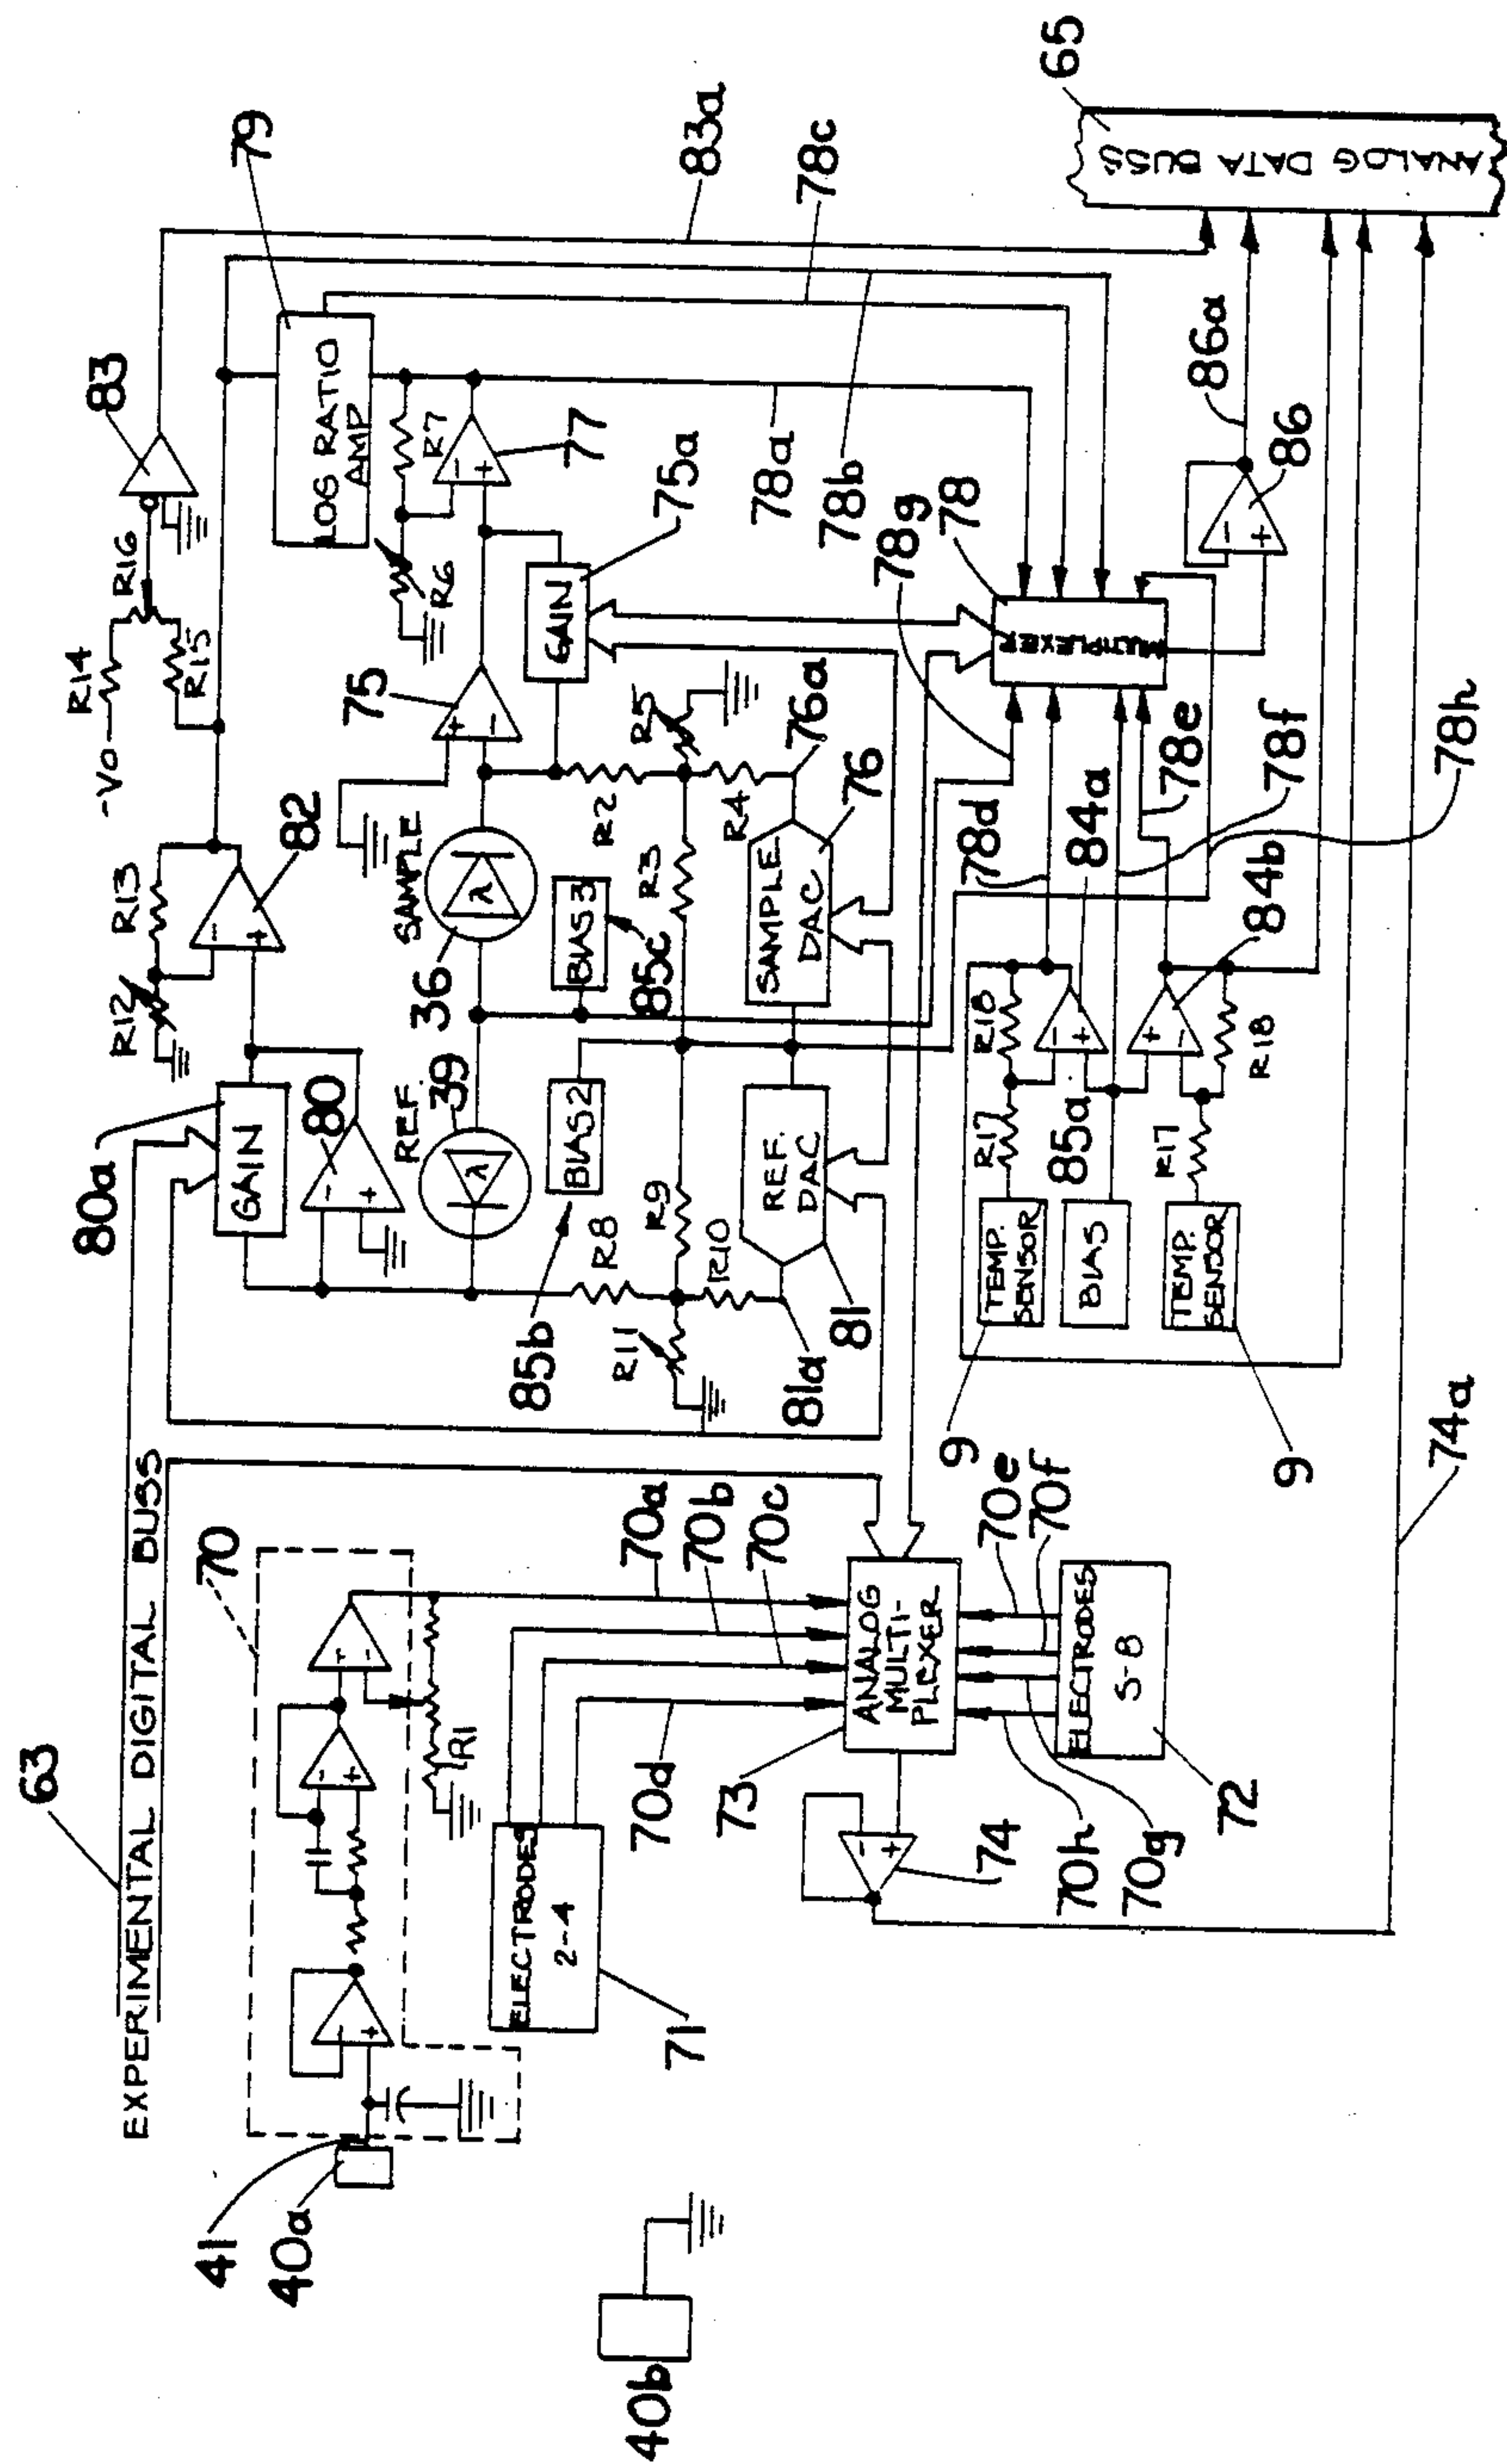 63
EXPERIMENTAL DIGITAL BUSS
41
40a
40b
70
R1
ELECTRODES
2-4
71
70a
70b
70c
70d
73
ANALOG
MULTI-
PLEXER
74
74a
70e
70f
70g
70h
ELECTRODES
5-8
72
80a
GAIN
80
REF.
39
R12
R13
82
-Vo
R14
R15
R16
83
79
LOG RATIO
AMP
83a
78c
SAMPLE
36
75
R6
R7
77
GAIN
75a
78a
78b
85b
BIAS2
BIAS 3
85c
R8
R9
R10
R11
R2
R3
R4
R5
76a
76
SAMPLE
DAC
REF.
DAC
81
81a
78g
78
MULTIPLEXER
78d
84a
78e
78f
78h
84b
86a
86
65
ANALOG DATA BUSS
R17
R18
85a
TEMP.
SENSOR
BIAS
TEMP.
SENSOR
R17
R18
9
9